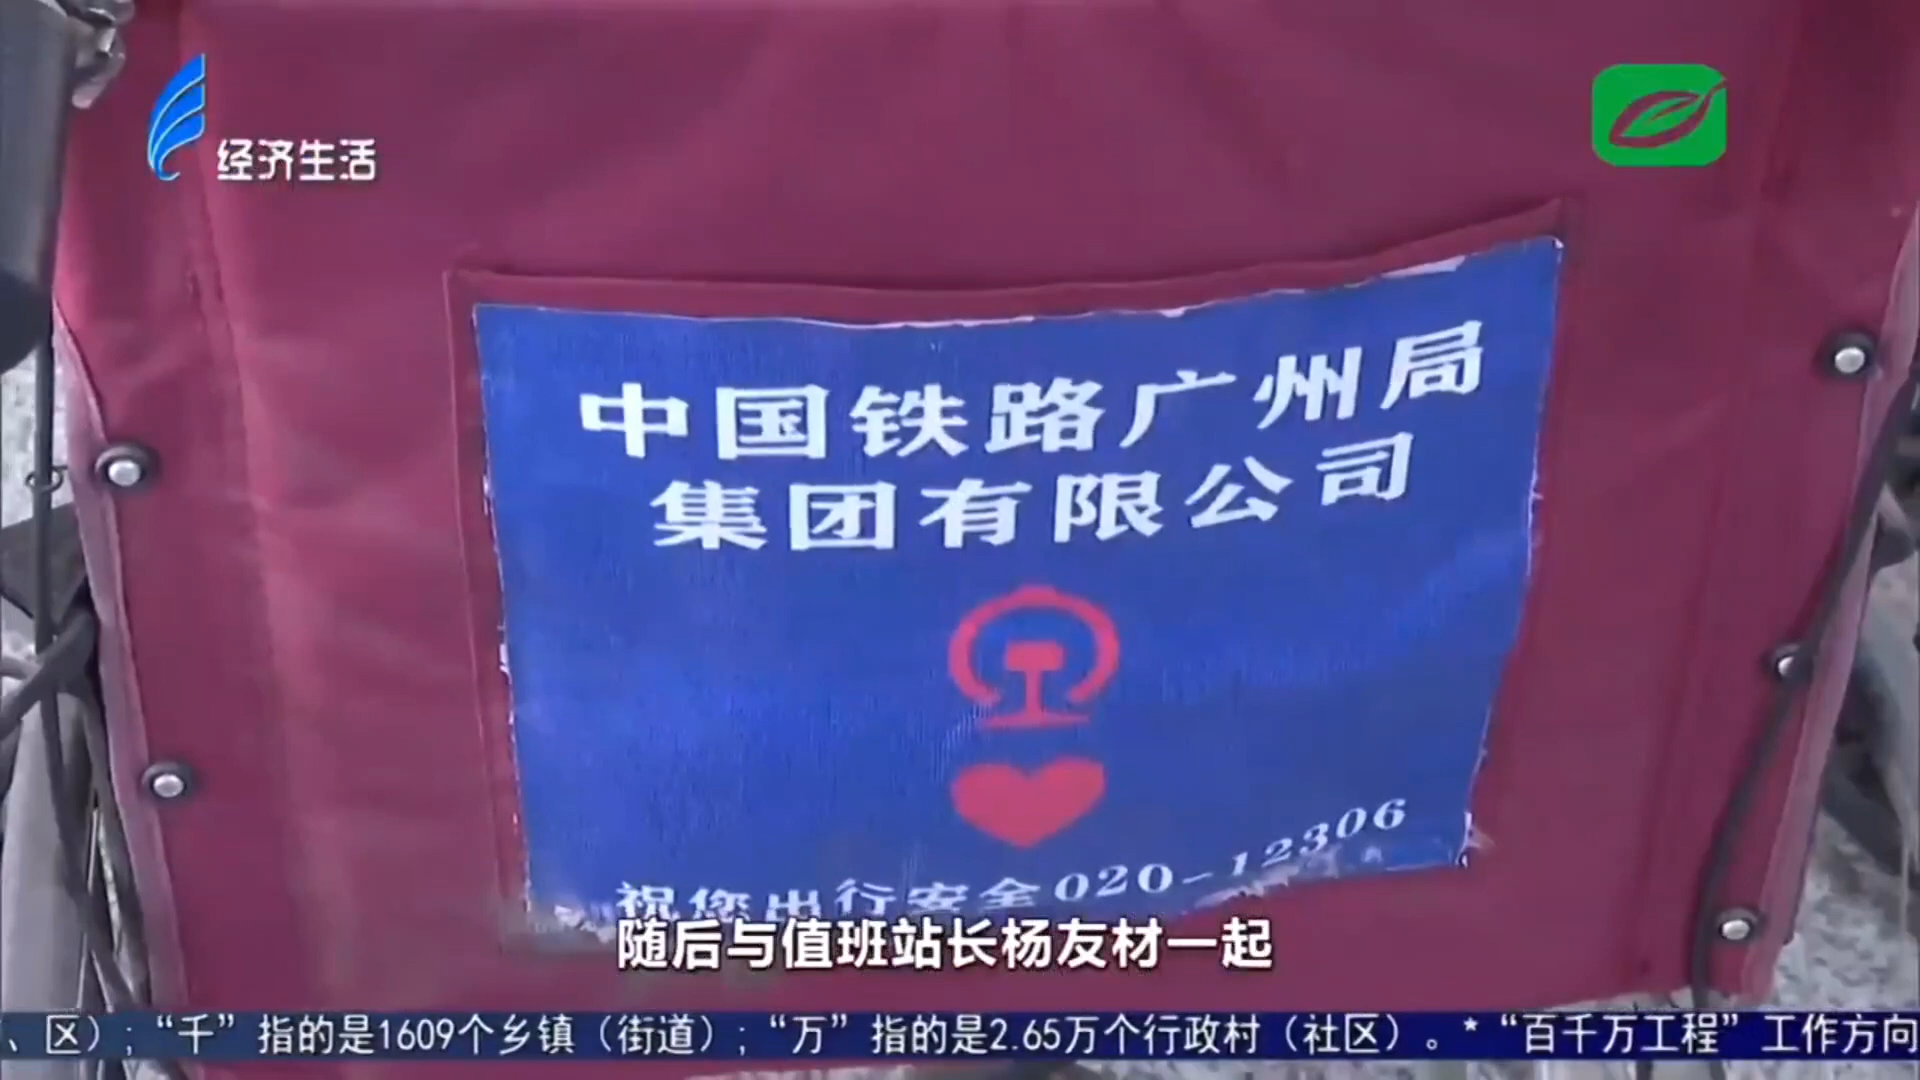 经济生活
中国铁路广州局
集团有限公司
祝您出行安全020-12306
随后与值班站长杨友材一起
、区）；“千”指的是1609个乡镇（街道）；“万”指的是2.65万个行政村（社区）。*“百千万工程”工作方向